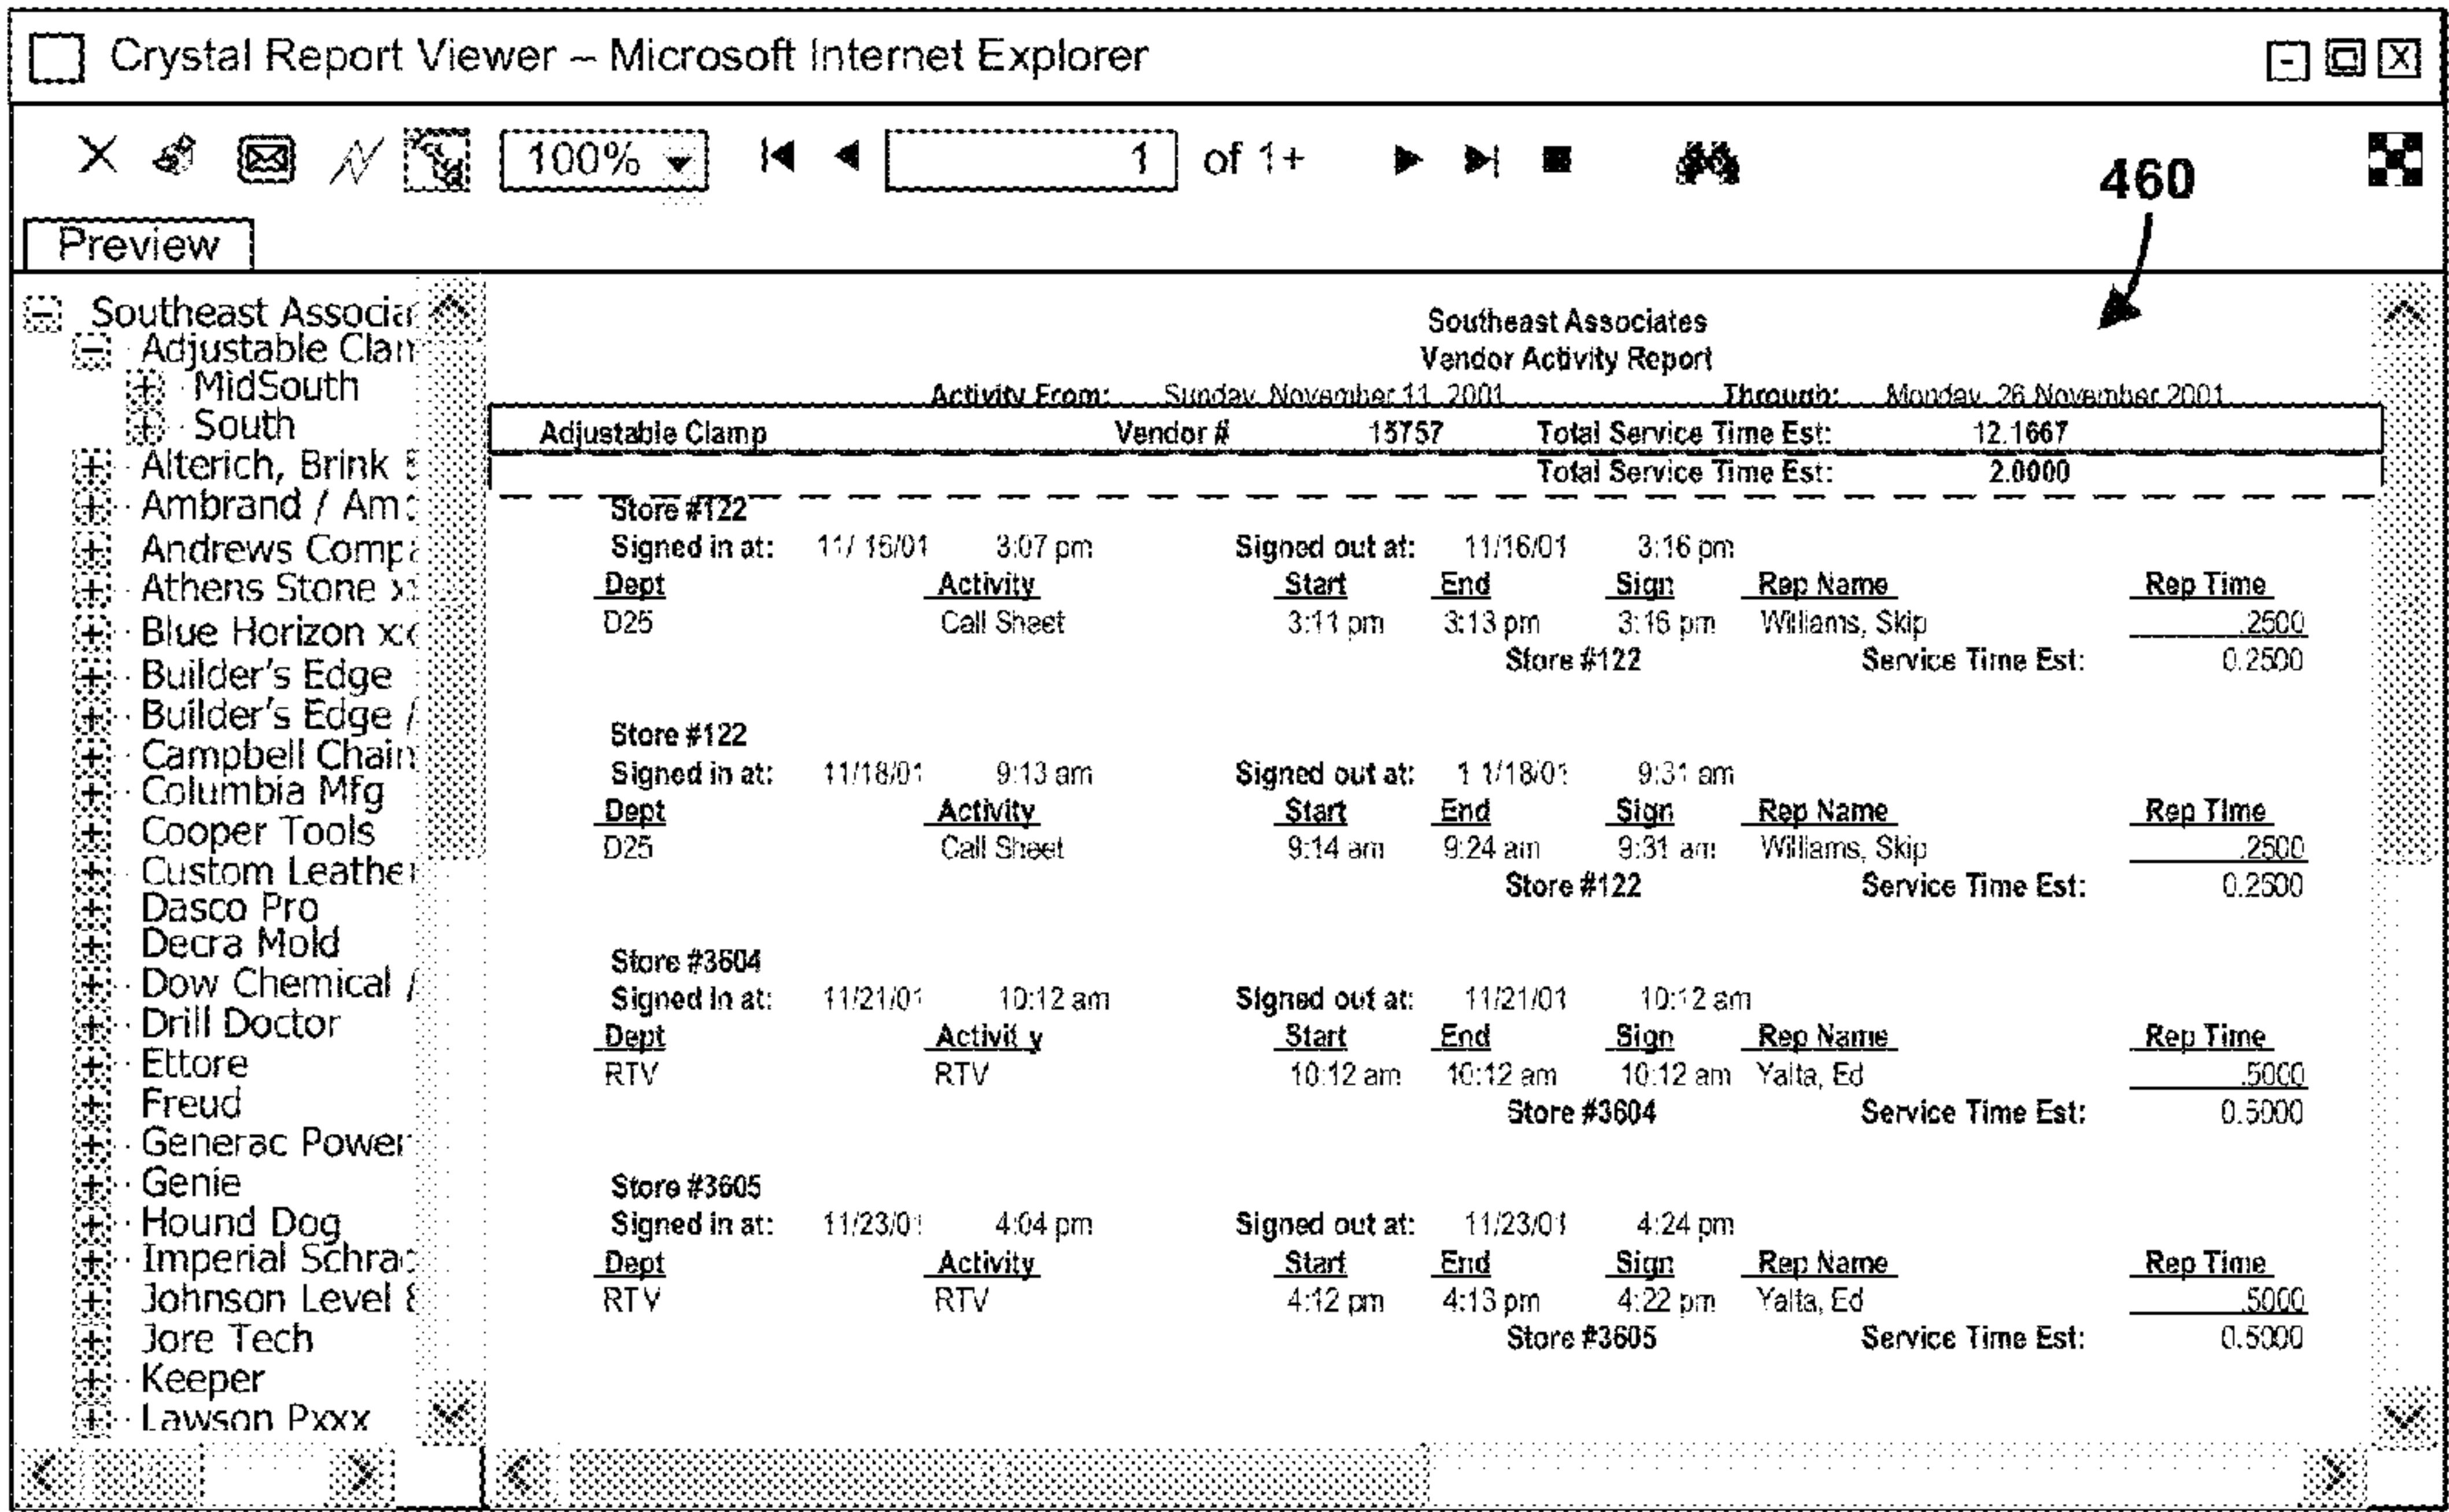 Crystal Report Viewer – Microsoft Internet Explorer
100% 1 of 1+
460
Preview
Southeast Associa
Adjustable Clam
MidSouth
South
Alterich, Brink
Ambrand / Am
Andrews Compa
Athens Stone x
Blue Horizon xx
Builder's Edge
Builder's Edge /
Campbell Chain
Columbia Mfg
Cooper Tools
Custom Leather
Dasco Pro
Decra Mold
Dow Chemical /
Drill Doctor
Ettore
Freud
Generac Power
Genie
Hound Dog
Imperial Schrad
Johnson Level &
Jore Tech
Keeper
Lawson Pxxx
Southeast Associates
Vendor Activity Report
Activity From: Sunday, November 11, 2001 Through: Monday, 26 November 2001
Adjustable Clamp Vendor # 15757 Total Service Time Est: 12.1667
Total Service Time Est: 2.0000
Store #122
Signed in at: 11/ 16/01 3:07 pm Signed out at: 11/16/01 3:16 pm
Dept Activity Start End Sign Rep Name Rep Time
D25 Call Sheet 3:11 pm 3:13 pm 3:16 pm Williams, Skip .2500
Store #122 Service Time Est: 0.2500
Store #122
Signed in at: 11/18/01 9:13 am Signed out at: 1 1/18/01 9:31 am
Dept Activity Start End Sign Rep Name Rep Time
D25 Call Sheet 9:14 am 9:24 am 9:31 am Williams, Skip .2500
Store #122 Service Time Est: 0.2500
Store #3604
Signed in at: 11/21/01 10:12 am Signed out at: 11/21/01 10:12 am
Dept Activit y Start End Sign Rep Name Rep Time
RTV RTV 10:12 am 10:12 am 10:12 am Yalta, Ed .5000
Store #3604 Service Time Est: 0.5000
Store #3605
Signed in at: 11/23/01 4:04 pm Signed out at: 11/23/01 4:24 pm
Dept Activity Start End Sign Rep Name Rep Time
RTV RTV 4:12 pm 4:13 pm 4:22 pm Yalta, Ed .5000
Store #3605 Service Time Est: 0.5000